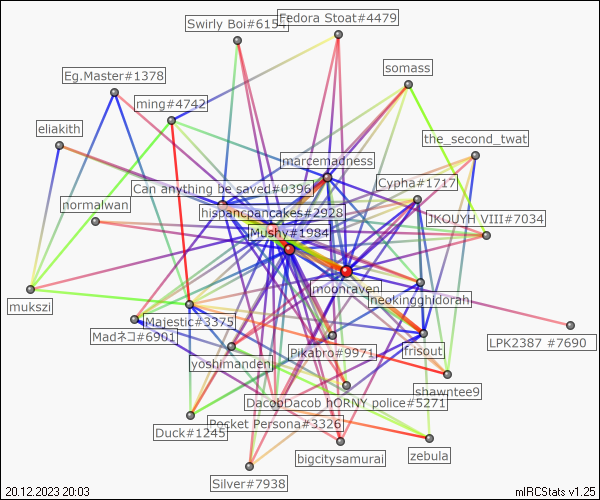 Swirly Boi#6154
Fedora Stoat#4479
somass
Eg.Master#1378
ming#4742
eliakith
the_second_twat
marcemadness
Can anything be saved#0396
Cypha#1717
normalwan
hispancpancakes#2928
JKOUYH VIII#7034
Mushy#1984
moonraven
neokingghidorah
mukszi
Madネコ#6901
Majestic#3375
LPK2387 #7690
yoshimanden
Pikabro#9971
frisout
shawntee9
DacobDacob hORNY police#5271
Pocket Persona#3326
Duck#1245
bigcitysamurai
zebula
Silver#7938
20.12.2023 20:03
mIRCStats v1.25